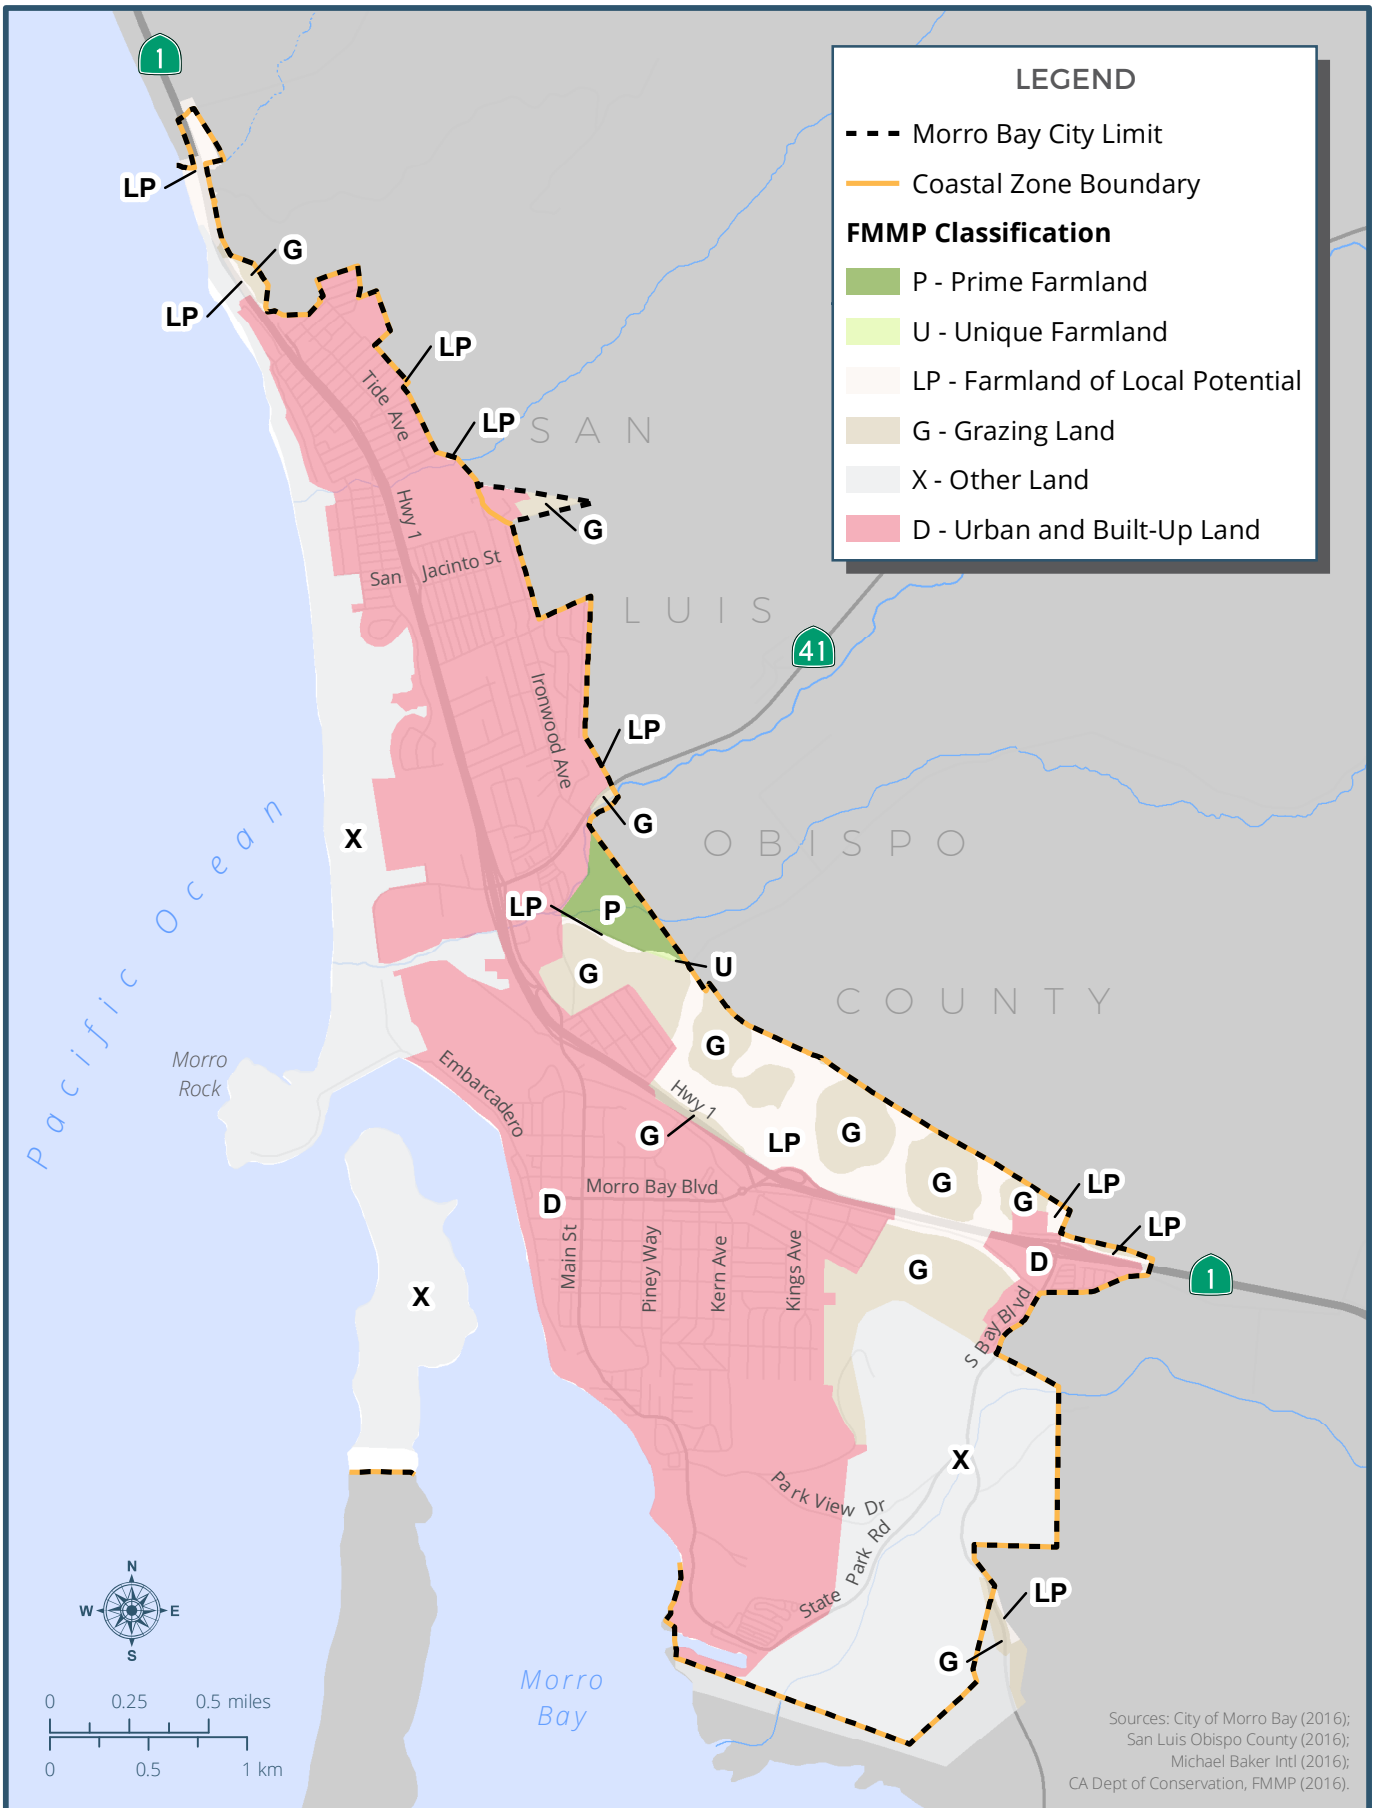 1
LEGEND
Morro Bay City Limit
Coastal Zone Boundary
FMMP Classification
P - Prime Farmland
U - Unique Farmland
LP - Farmland of Local Potential
G - Grazing Land
X - Other Land
D - Urban and Built-Up Land
LP
G
LP
LP
Tide Ave
LP
SAN
Hwy 1
G
San Jacinto St
LUIS
41
Ironwood Ave
LP
G
OBISPO
X
Pacific Ocean
LP
P
U
G
COUNTY
G
Morro
Rock
Embarcadero
Hwy 1
G
LP
G
G
G
LP
D
Morro Bay Blvd
LP
Main St
Piney Way
Kern Ave
Kings Ave
G
D
1
X
S Bay Blvd
X
Park View Dr
State Park Rd
LP
G
N
W
E
S
Morro
Bay
0
0.25
0.5 miles
0
0.5
1 km
Sources: City of Morro Bay (2016);
San Luis Obispo County (2016);
Michael Baker Intl (2016);
CA Dept of Conservation, FMMP (2016).